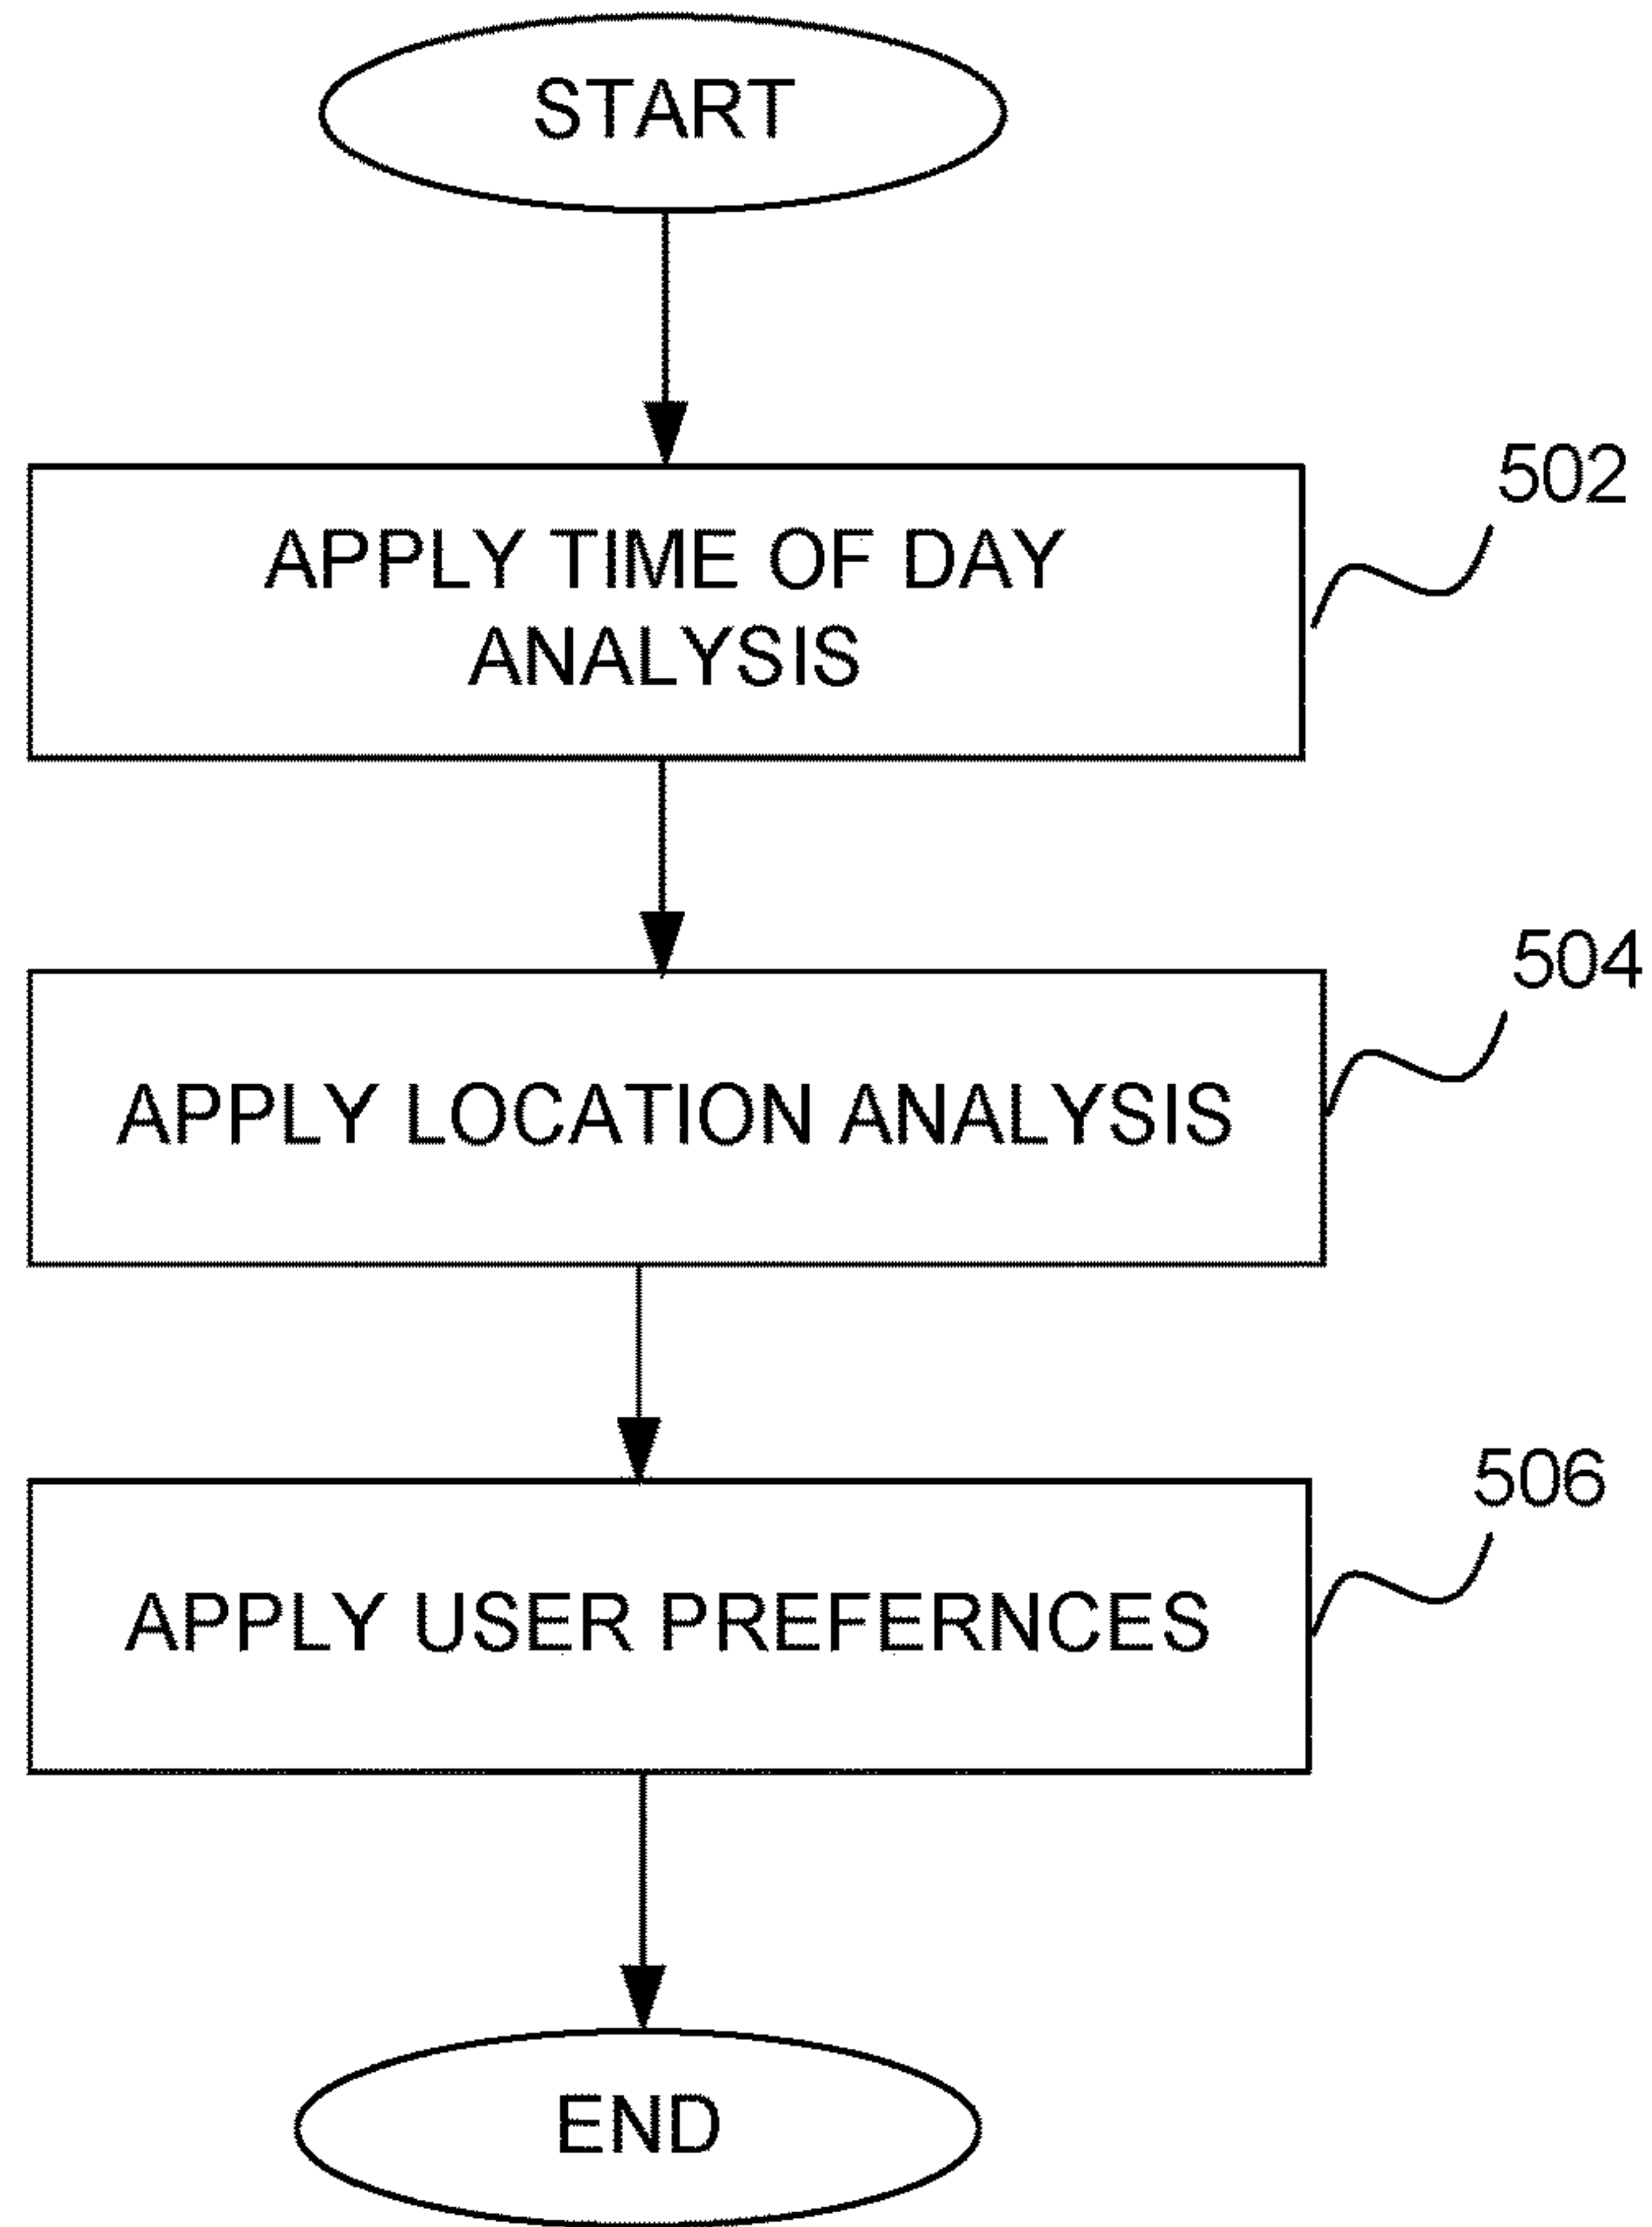 START
502
APPLY TIME OF DAY
ANALYSIS
504
APPLY LOCATION ANALYSIS
506
APPLY USER PREFERNCES
END